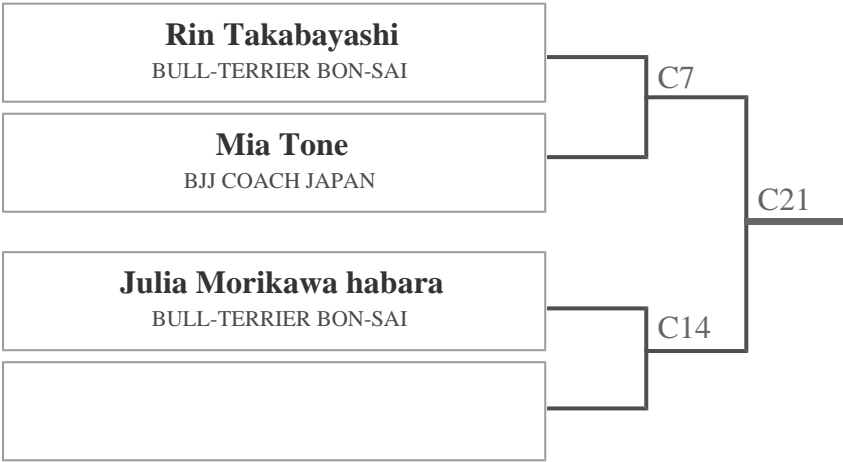 Rin Takabayashi
BULL-TERRIER BON-SAI
C7
Mia Tone
BJJ COACH JAPAN
C21
Julia Morikawa habara
BULL-TERRIER BON-SAI
C14